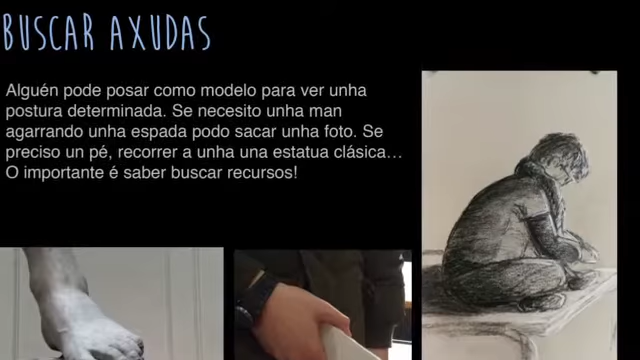 BUSCAR AXUDAS
Alguén pode posar como modelo para ver unha
postura determinada. Se necesito unha man
agarrando unha espada podo sacar unha foto. Se
preciso un pé, recorrer a unha una estatua clásica…
O importante é saber buscar recursos!